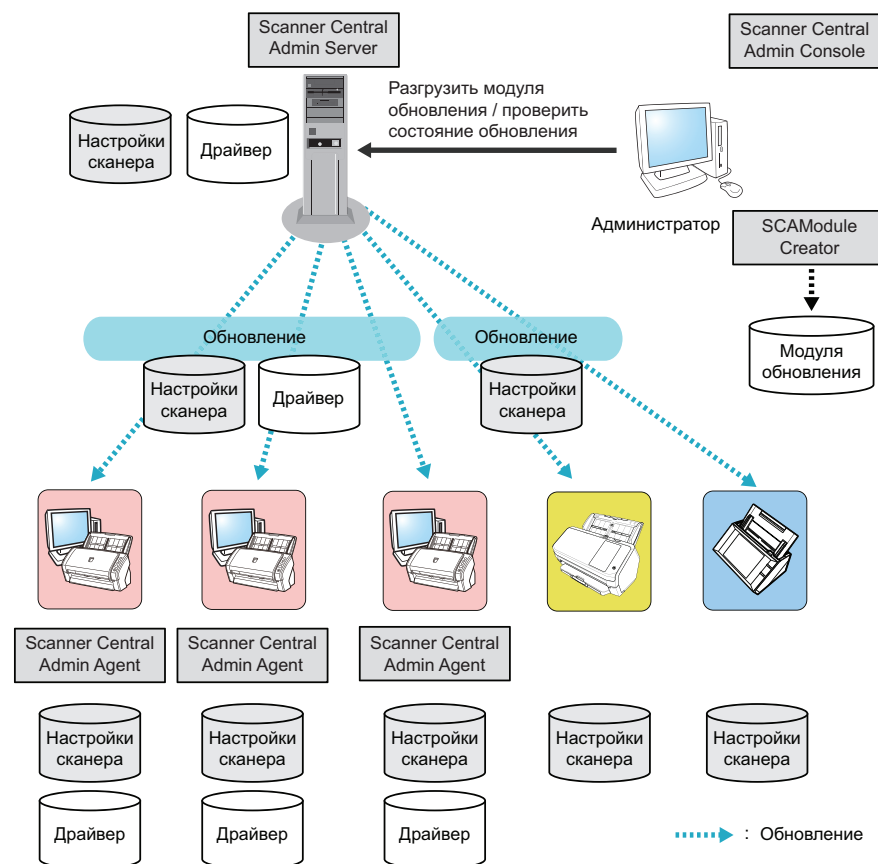 Scanner Central
Admin Server
Scanner Central
Admin Console
Разгрузить модуля
обновления / проверить
состояние обновления
Настройки
сканера
Драйвер
Администратор
SCAModule
Creator
Модуля
обновления
Обновление
Обновление
Настройки
сканера
Драйвер
Настройки
сканера
Scanner Central
Admin Agent
Scanner Central
Admin Agent
Scanner Central
Admin Agent
Настройки
сканера
Настройки
сканера
Настройки
сканера
Настройки
сканера
Настройки
сканера
Драйвер
Драйвер
Драйвер
: Обновление